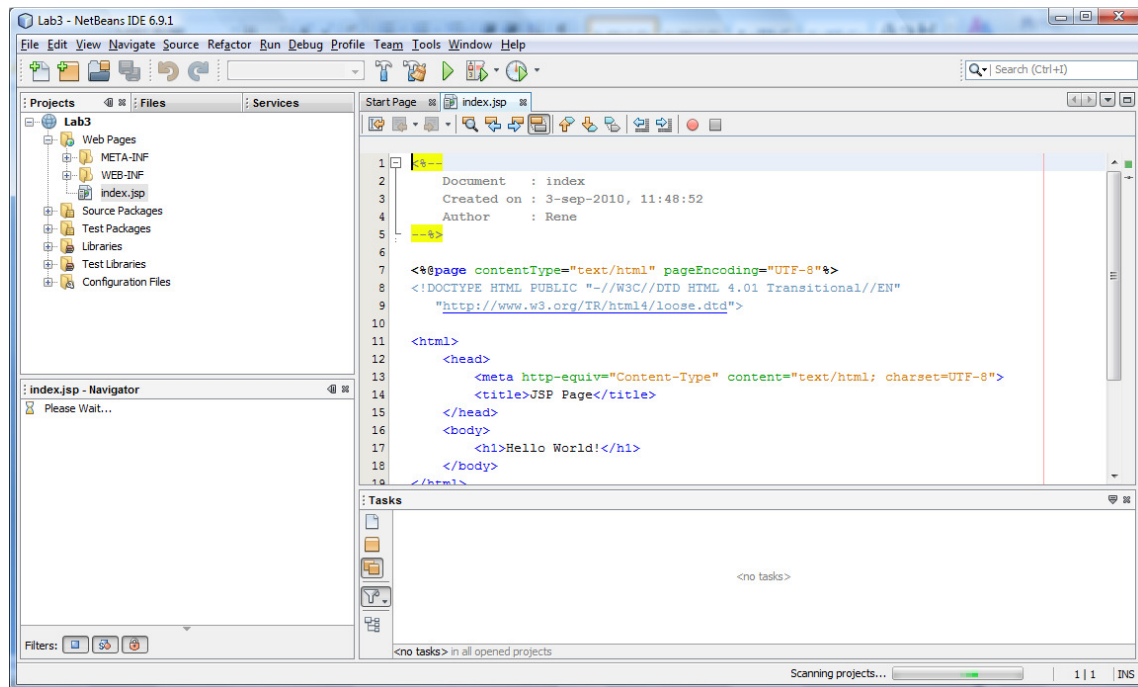 Lab3 - NetBeans IDE 6.9.1
File Edit View Navigate Source Refactor Run Debug Profile Team Tools Window Help
Search (Ctrl+I)
Projects Files Services
Lab3
Web Pages
META-INF
WEB-INF
index.jsp
Source Packages
Test Packages
Libraries
Test Libraries
Configuration Files
index.jsp - Navigator
Please Wait...
Filters:
Start Page index.jsp
1 <%--
2 Document : index
3 Created on : 3-sep-2010, 11:48:52
4 Author : Rene
5 --%>
6
7 <%@page contentType="text/html" pageEncoding="UTF-8"%>
8 <!DOCTYPE HTML PUBLIC "-//W3C//DTD HTML 4.01 Transitional//EN"
9 "http://www.w3.org/TR/html4/loose.dtd">
10
11 <html>
12 <head>
13 <meta http-equiv="Content-Type" content="text/html; charset=UTF-8">
14 <title>JSP Page</title>
15 </head>
16 <body>
17 <h1>Hello World!</h1>
18 </body>
19 </html>
Tasks
<no tasks>
<no tasks> in all opened projects
Scanning projects... 1|1 INS